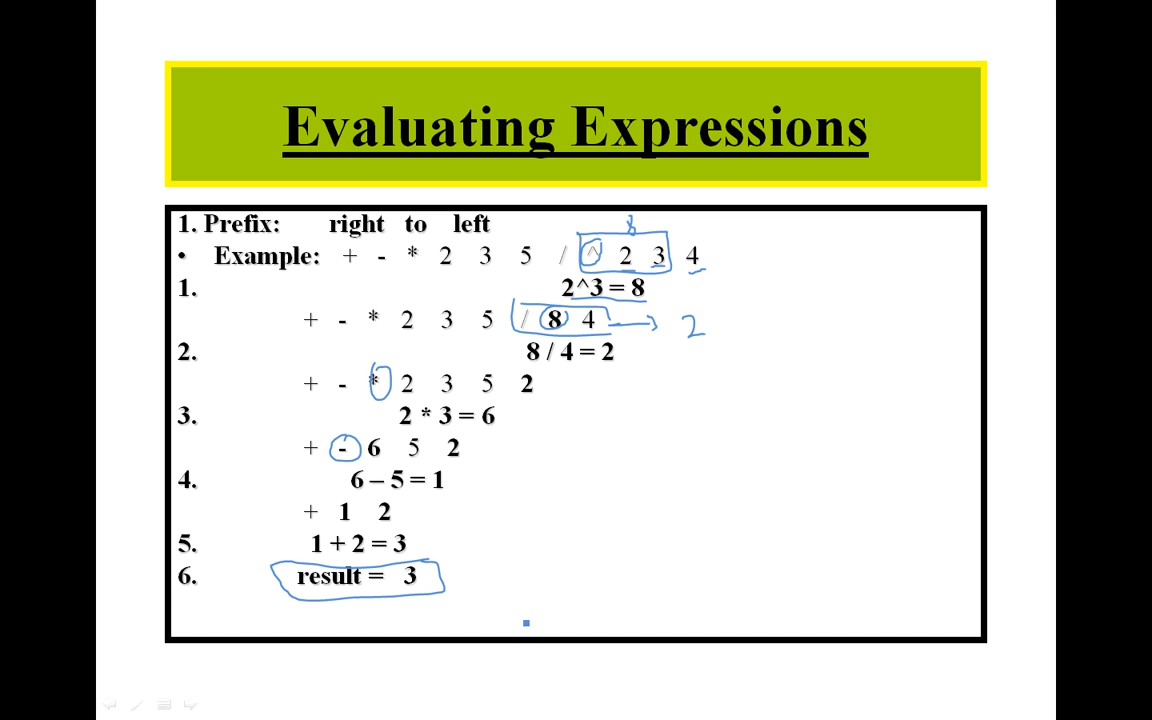 Evaluating Expressions
1. Prefix: right to left
8
• Example: + - * 2 3 5 / ^ 2 3 4
1. 2^3 = 8
+ - * 2 3 5 / 8 4 → 2
2. 8 / 4 = 2
+ - * 2 3 5 2
3. 2 * 3 = 6
+ - 6 5 2
4. 6 – 5 = 1
+ 1 2
5. 1 + 2 = 3
6. result = 3